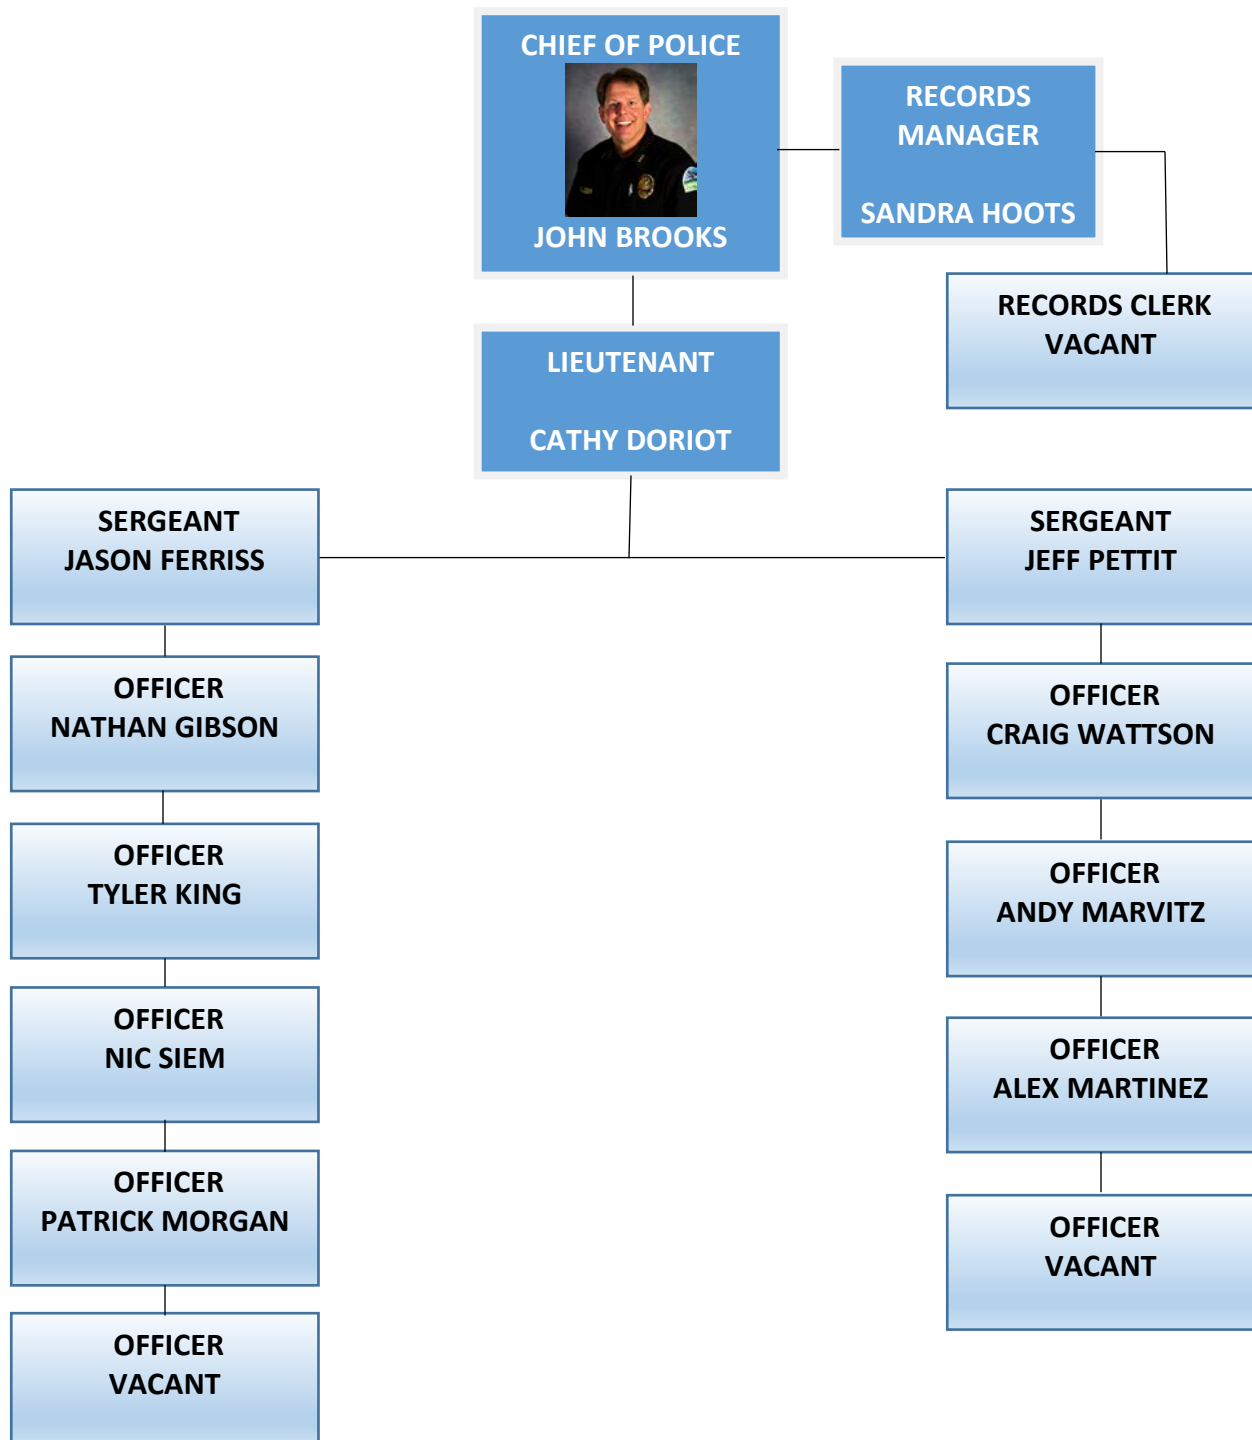 CHIEF OF POLICE
JOHN BROOKS
RECORDS
MANAGER
SANDRA HOOTS
RECORDS CLERK
VACANT
LIEUTENANT
CATHY DORIOT
SERGEANT
JASON FERRISS
OFFICER
NATHAN GIBSON
OFFICER
TYLER KING
OFFICER
NIC SIEM
OFFICER
PATRICK MORGAN
OFFICER
VACANT
SERGEANT
JEFF PETTIT
OFFICER
CRAIG WATTSON
OFFICER
ANDY MARVITZ
OFFICER
ALEX MARTINEZ
OFFICER
VACANT